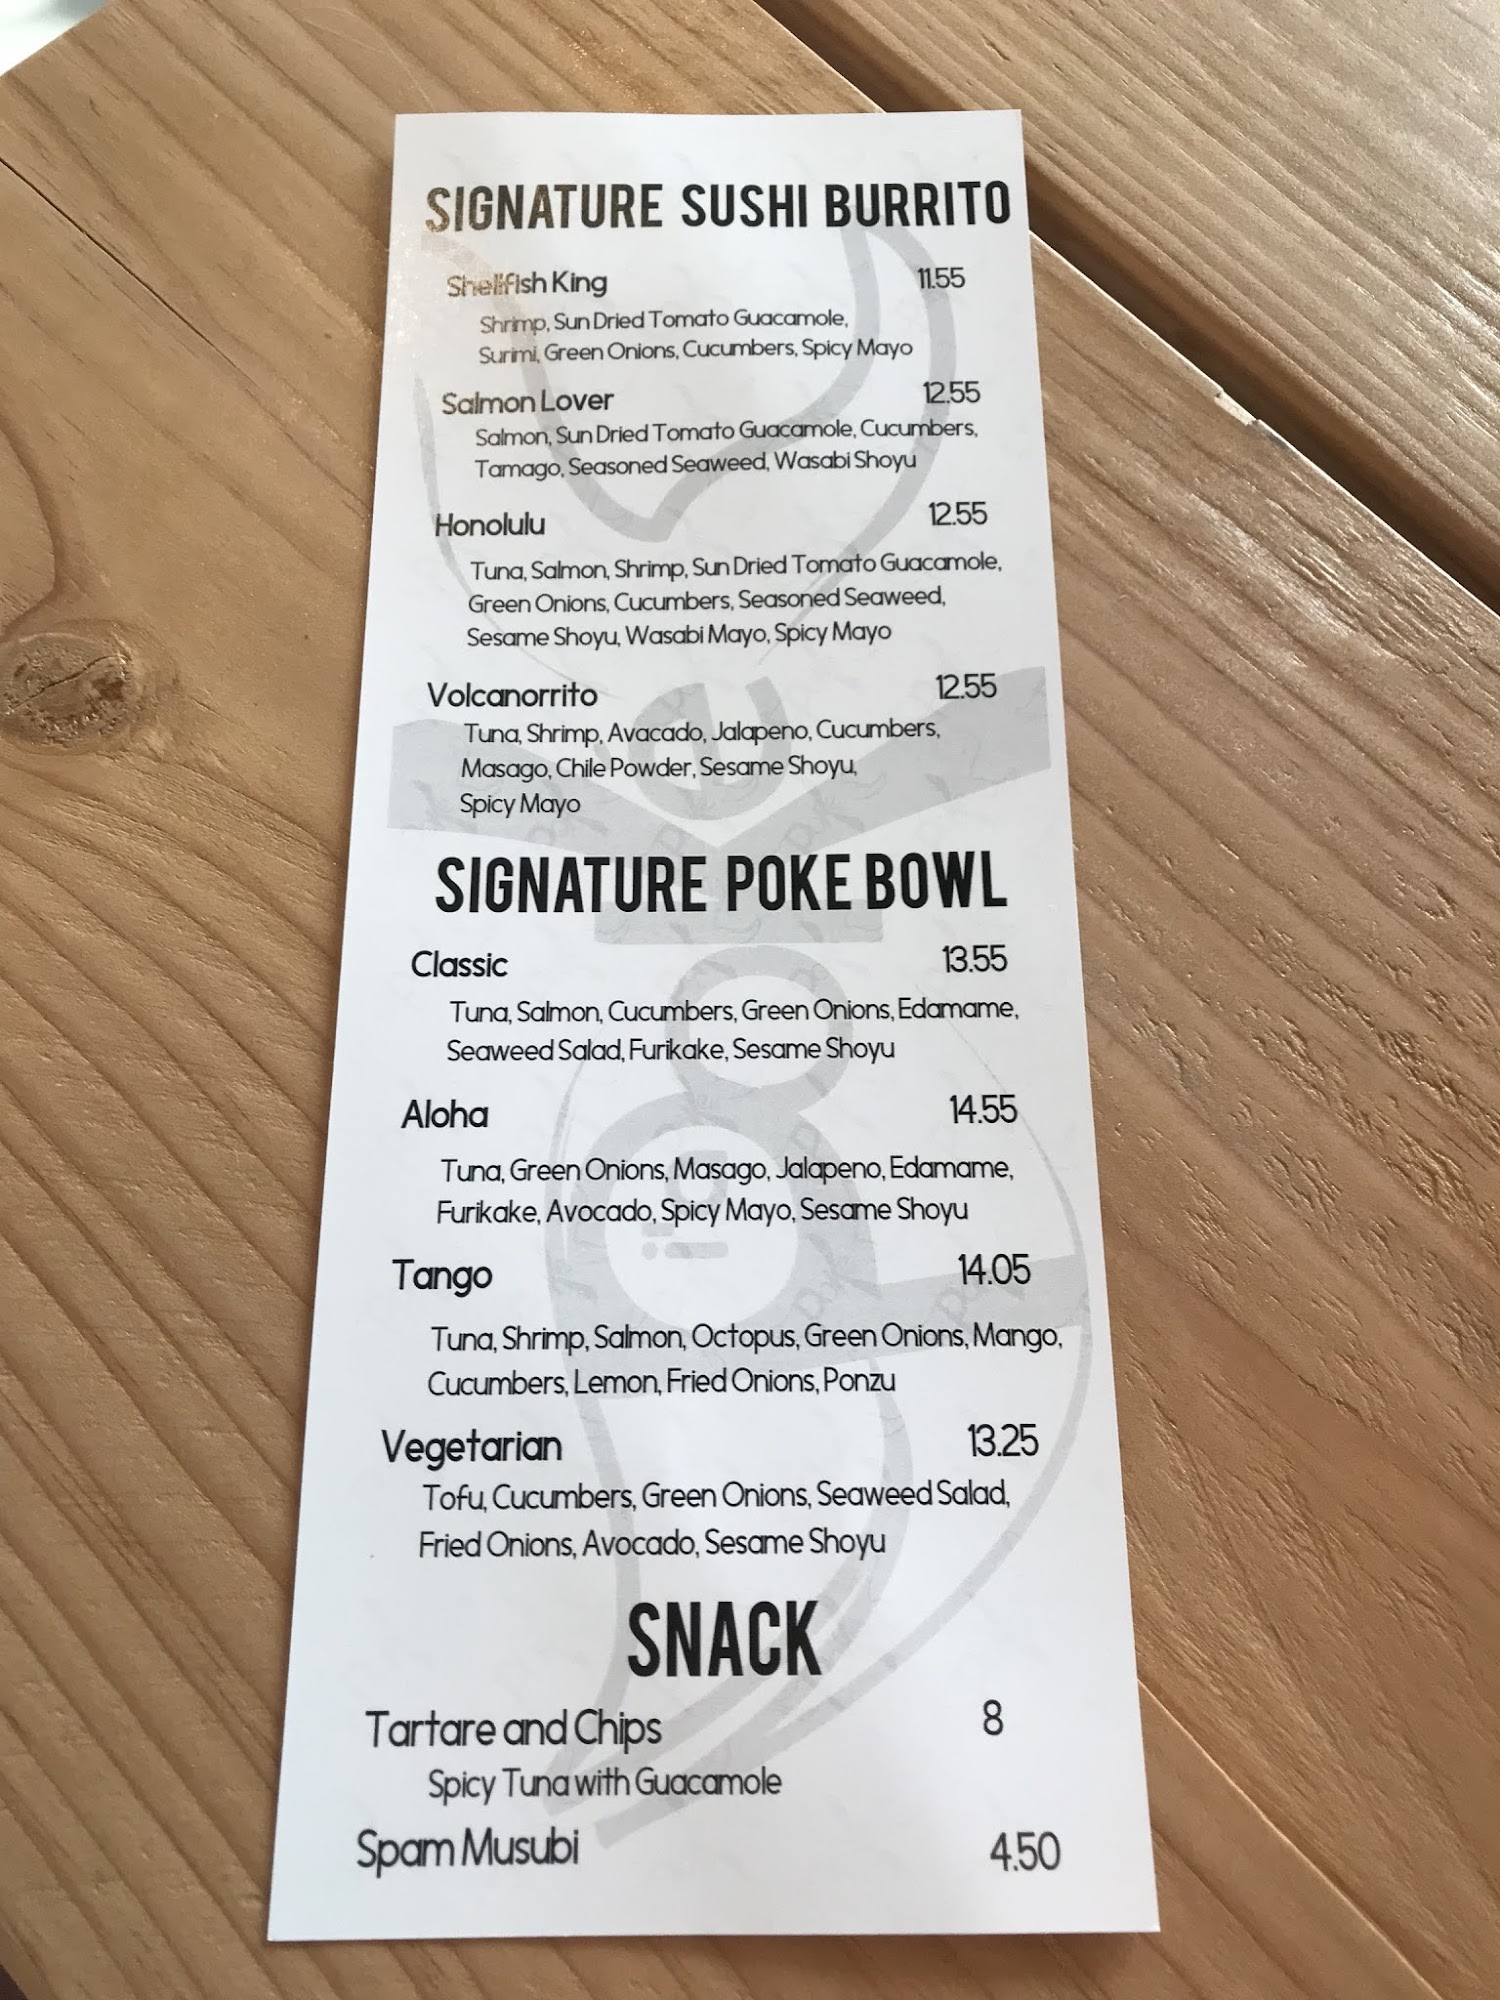 SIGNATURE SUSHI BURRITO
Shellfish King 11.55
Shrimp, Sun Dried Tomato Guacamole,
Surimi, Green Onions, Cucumbers, Spicy Mayo
Salmon Lover 12.55
Salmon, Sun Dried Tomato Guacamole, Cucumbers,
Tamago, Seasoned Seaweed, Wasabi Shoyu
Honolulu 12.55
Tuna, Salmon, Shrimp, Sun Dried Tomato Guacamole,
Green Onions, Cucumbers, Seasoned Seaweed,
Sesame Shoyu, Wasabi Mayo, Spicy Mayo
Volcanorrito 12.55
Tuna, Shrimp, Avacado, Jalapeno, Cucumbers,
Masago, Chile Powder, Sesame Shoyu,
Spicy Mayo
SIGNATURE POKE BOWL
Classic 13.55
Tuna, Salmon, Cucumbers, Green Onions, Edamame,
Seaweed Salad, Furikake, Sesame Shoyu
Aloha 14.55
Tuna, Green Onions, Masago, Jalapeno, Edamame,
Furikake, Avocado, Spicy Mayo, Sesame Shoyu
Tango 14.05
Tuna, Shrimp, Salmon, Octopus, Green Onions, Mango,
Cucumbers, Lemon, Fried Onions, Ponzu
Vegetarian 13.25
Tofu, Cucumbers, Green Onions, Seaweed Salad,
Fried Onions, Avocado, Sesame Shoyu
SNACK
Tartare and Chips 8
Spicy Tuna with Guacamole
Spam Musubi 4.50